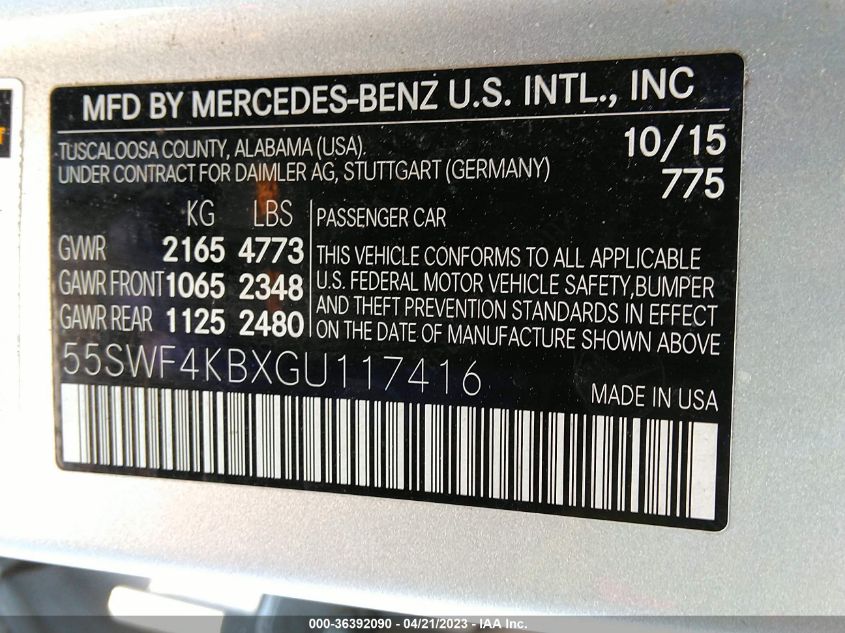 MFD BY MERCEDES-BENZ U.S. INTL., INC
TUSCALOOSA COUNTY, ALABAMA (USA).
UNDER CONTRACT FOR DAIMLER AG, STUTTGART (GERMANY)
10/15
775
KG LBS
GVWR 2165 4773
GAWR FRONT 1065 2348
GAWR REAR 1125 2480
PASSENGER CAR
THIS VEHICLE CONFORMS TO ALL APPLICABLE
U.S. FEDERAL MOTOR VEHICLE SAFETY,BUMPER
AND THEFT PREVENTION STANDARDS IN EFFECT
ON THE DATE OF MANUFACTURE SHOWN ABOVE
55SWF4KBXGU117416
MADE IN USA
000-36392090 - 04/21/2023 - IAA Inc.